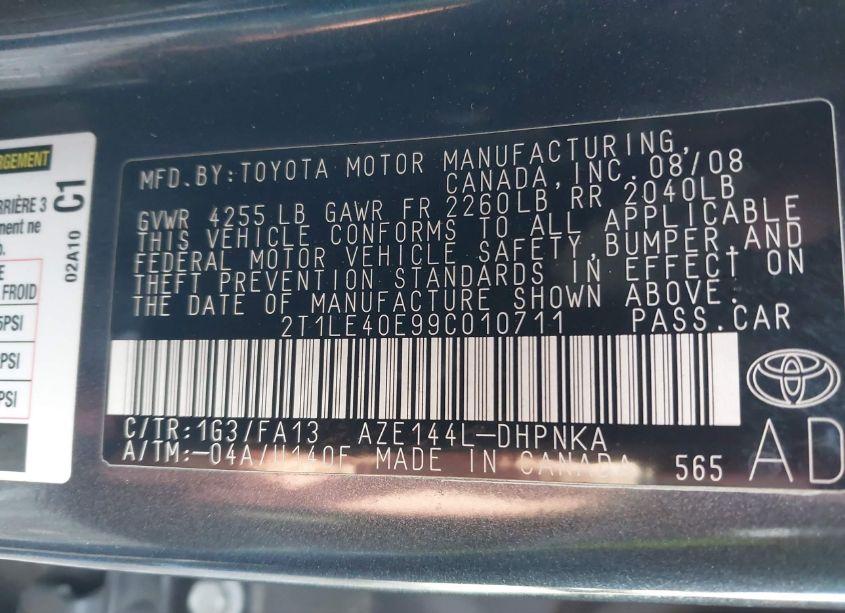 RGEMENT
RRIÈRE 3
ment ne
FROID
5PSI
PSI
PSI
C1
02A10
MFD.BY:TOYOTA MOTOR MANUFACTURING,
CANADA, INC. 08/08
GVWR 4255 LB GAWR FR 2260LB RR 2040LB
THIS VEHICLE CONFORMS TO ALL APPLICABLE
FEDERAL MOTOR VEHICLE SAFETY,BUMPER,AND
THEFT PREVENTION STANDARDS IN EFFECT ON
THE DATE OF MANUFACTURE SHOWN ABOVE.
2T1LE40E99C010711 PASS.CAR
C/TR:1G3/FA13 AZE144L-DHPNKA
A/TM:-04A/U140F MADE IN CANADA 565
AD